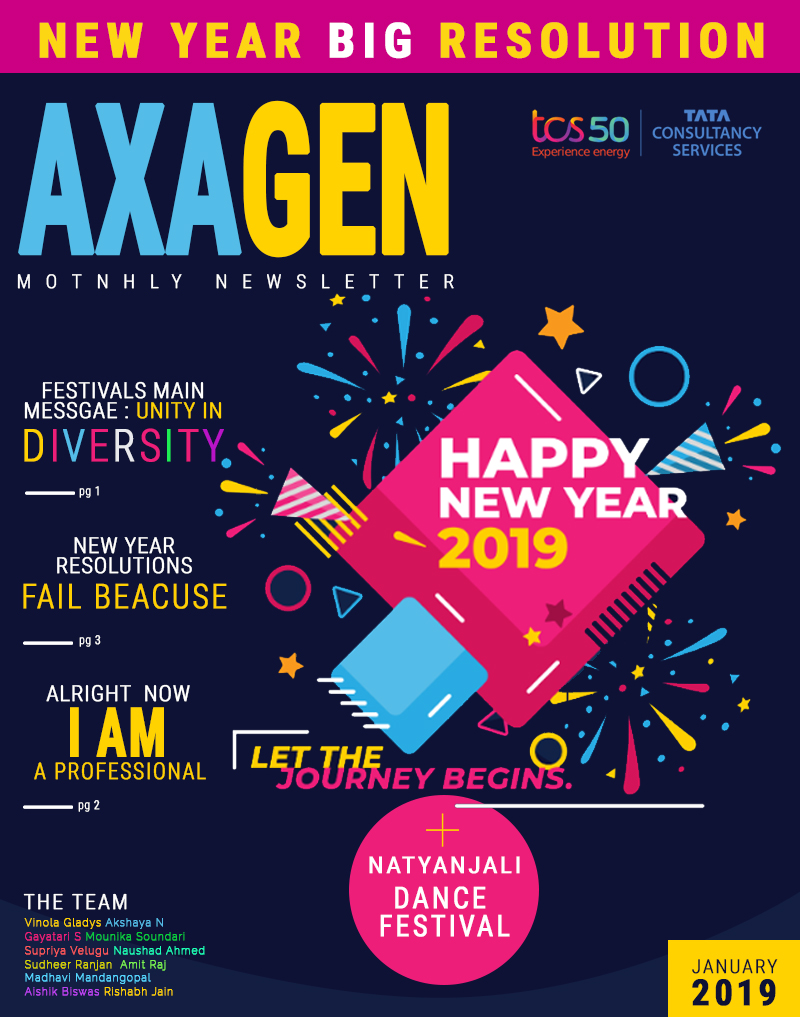 NEW YEAR BIG RESOLUTION
AXAGEN
tcs 50
Experience energy
TATA
CONSULTANCY
SERVICES
MOTNHLY NEWSLETTER
FESTIVALS MAIN
MESSGAE : UNITY IN
DIVERSITY
pg 1
HAPPY
NEW YEAR
2019
NEW YEAR
RESOLUTIONS
FAIL BEACUSE
pg 3
ALRIGHT NOW
I AM
A PROFESSIONAL
pg 2
LET THE
JOURNEY BEGINS.
+
NATYANJALI
DANCE
FESTIVAL
THE TEAM
Vinola Gladys Akshaya N
Gayatari S Mounika Soundari
Supriya Velugu Naushad Ahmed
Sudheer Ranjan Amit Raj
Madhavi Mandangopal
Aishik Biswas Rishabh Jain
JANUARY
2019